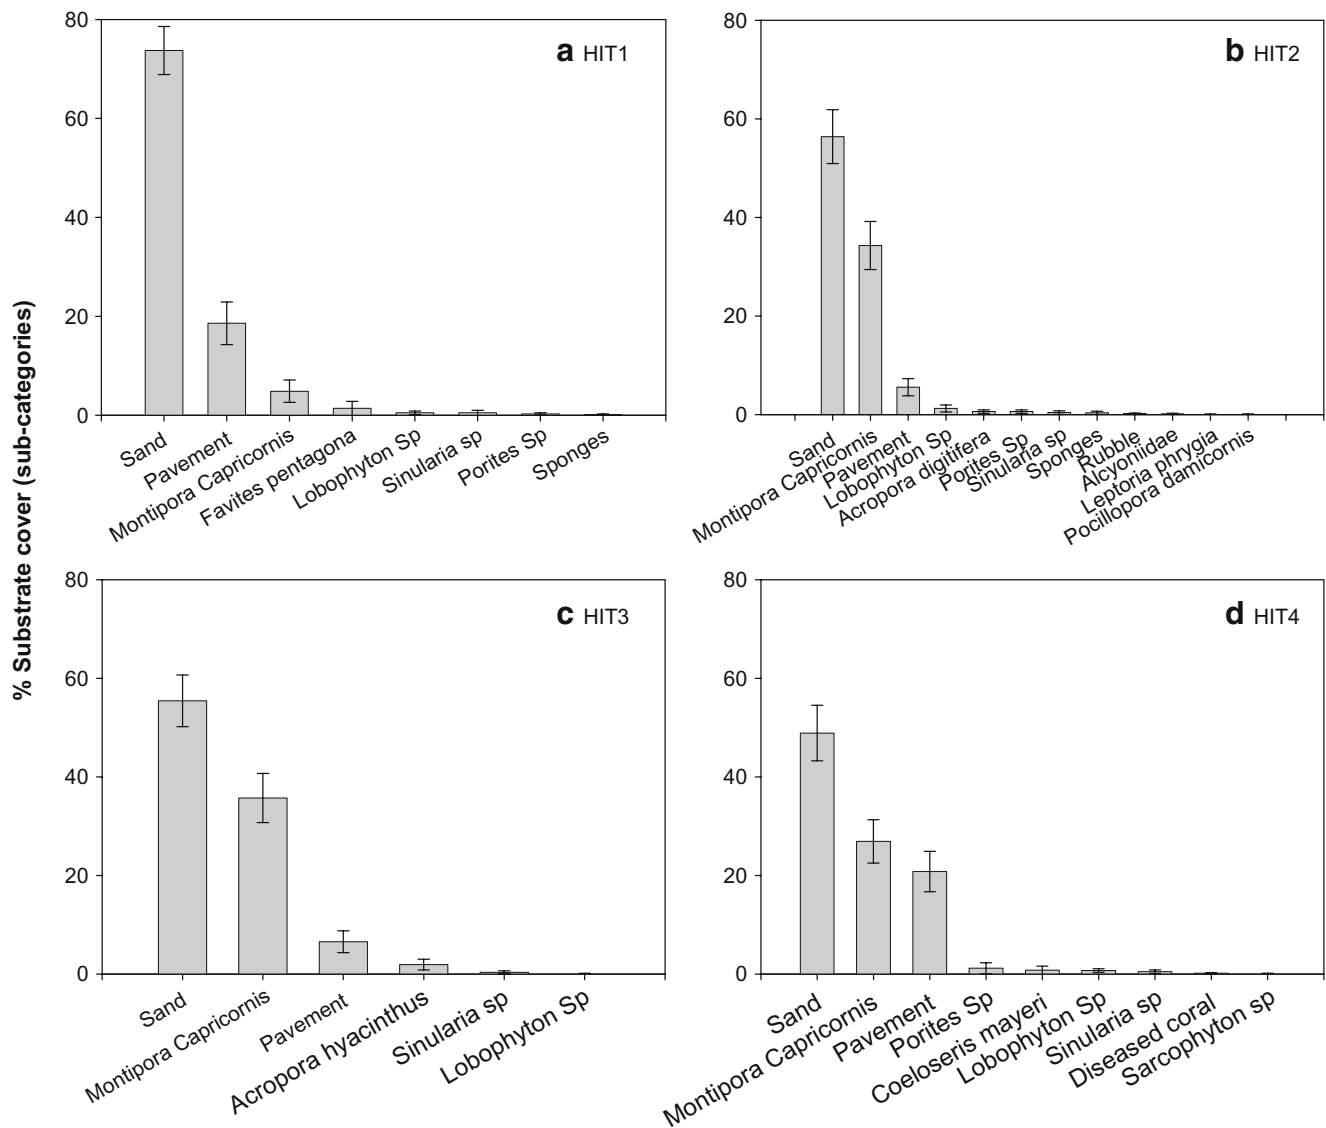 % Substrate cover (sub-categories)
a HIT1
80
60
40
20
0
Sand
Pavement
Montipora Capricornis
Favites pentagona
Lobophyton Sp
Sinularia sp
Porites Sp
Sponges
b HIT2
80
60
40
20
0
Sand
Montipora Capricornis
Pavement
Lobophyton Sp
Acropora digitifera
Porites Sp
Sinularia sp
Sponges
Rubble
Alcyoniidae
Leptoria phrygia
Pocillopora damicornis
c HIT3
80
60
40
20
0
Sand
Montipora Capricornis
Pavement
Acropora hyacinthus
Sinularia sp
Lobophyton Sp
d HIT4
80
60
40
20
0
Sand
Montipora Capricornis
Pavement
Porites Sp
Coeloseris mayeri
Lobophyton Sp
Sinularia sp
Diseased coral
Sarcophyton sp